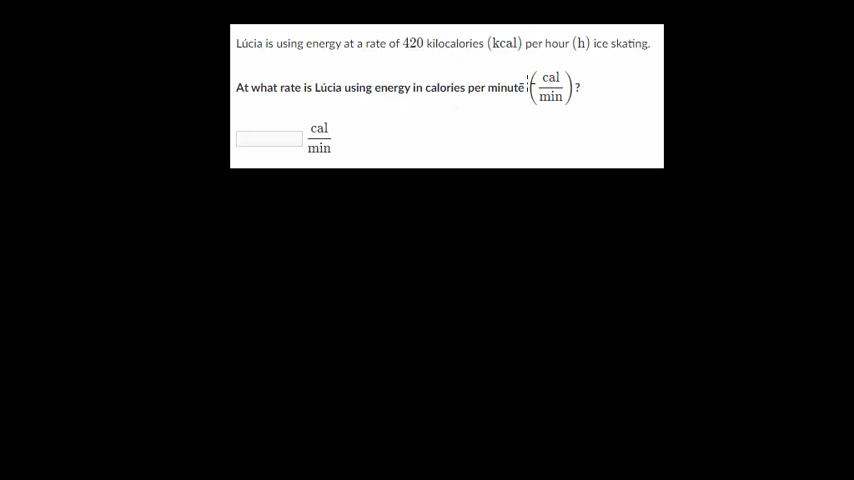 Lúcia is using energy at a rate of 420 kilocalories (kcal) per hour (h) ice skating.
At what rate is Lúcia using energy in calories per minute (cal/min)?
cal/min